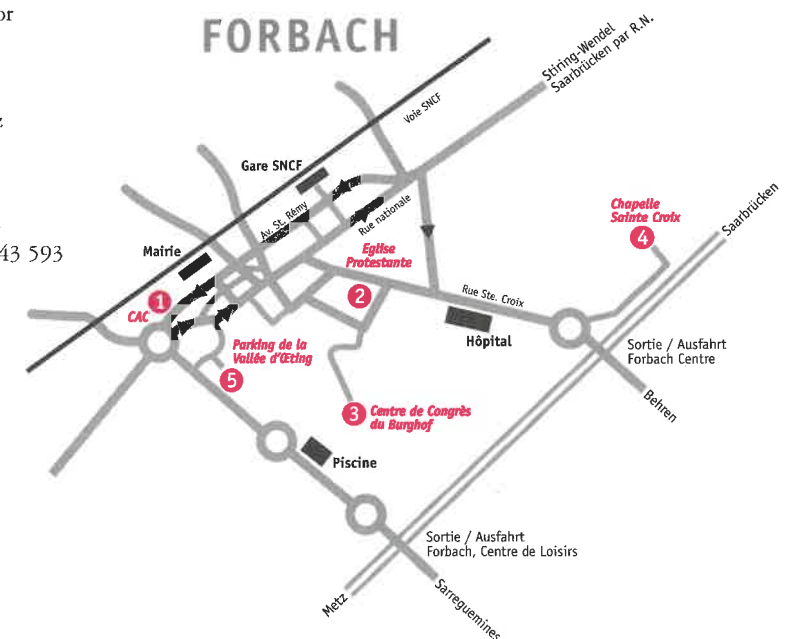 or
FORBACH
z
43 593
Stiring-Wendel
Saarbrücken par R.N.
Voie SNCF
Gare SNCF
Av. St. Rémy
Rue nationale
Chapelle
Sainte Croix
4
Saarbrücken
Mairie
Eglise
Protestante
2
1
CAC
Rue Ste. Croix
Hôpital
Parking de la
Vallée d'Œting
5
Sortie / Ausfahrt
Forbach Centre
Behren
3
Centre de Congrès
du Burghof
Piscine
Sortie / Ausfahrt
Forbach, Centre de Loisirs
Metz
Sarreguemines